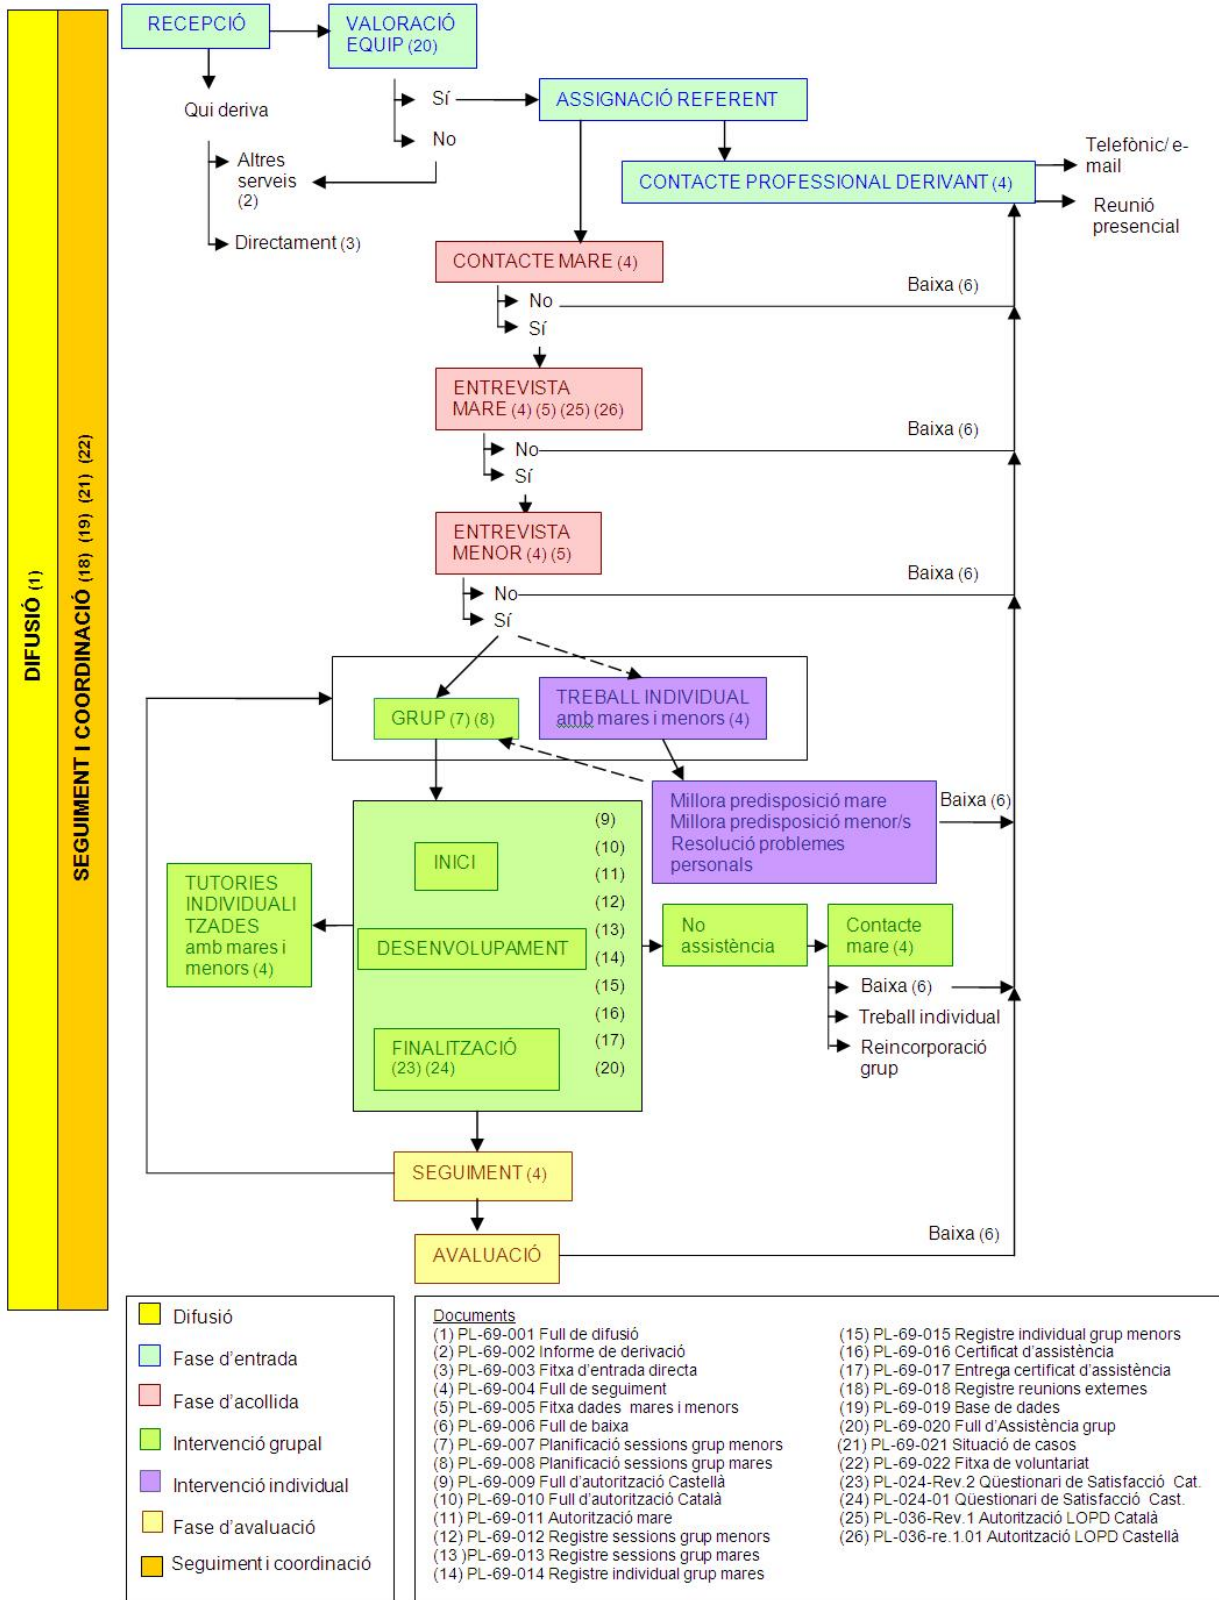 DIFUSIÓ (1)
SEGUIMENT I COORDINACIÓ (18) (19) (21) (22)
RECEPCIÓ
VALORACIÓ
EQUIP (20)
Qui deriva
Sí
No
ASSIGNACIÓ REFERENT
Altres
serveis
(2)
Directament (3)
CONTACTE PROFESSIONAL DERIVANT (4)
Telefònic/ e-
mail
Reunió
presencial
CONTACTE MARE (4)
No
Sí
Baixa (6)
ENTREVISTA
MARE (4) (5) (25) (26)
No
Sí
Baixa (6)
ENTREVISTA
MENOR (4) (5)
No
Sí
Baixa (6)
GRUP (7) (8)
TREBALL INDIVIDUAL
amb mares i menors (4)
Millora predisposició mare
Millora predisposició menor/s
Resolució problemes
personals
Baixa (6)
INICI
DESENVOLUPAMENT
FINALITZACIÓ
(23) (24)
(9)
(10)
(11)
(12)
(13)
(14)
(15)
(16)
(17)
(20)
TUTORIES
INDIVIDUALI
TZADES
amb mares i
menors (4)
No
assistència
Contacte
mare (4)
Baixa (6)
Treball individual
Reincorporació
grup
SEGUIMENT (4)
AVALUACIÓ
Baixa (6)
Difusió
Fase d'entrada
Fase d'acollida
Intervenció grupal
Intervenció individual
Fase d'avaluació
Seguiment i coordinació
Documents
(1) PL-69-001 Full de difusió
(2) PL-69-002 Informe de derivació
(3) PL-69-003 Fitxa d'entrada directa
(4) PL-69-004 Full de seguiment
(5) PL-69-005 Fitxa dades mares i menors
(6) PL-69-006 Full de baixa
(7) PL-69-007 Planificació sessions grup menors
(8) PL-69-008 Planificació sessions grup mares
(9) PL-69-009 Full d'autorització Castellà
(10) PL-69-010 Full d'autorització Català
(11) PL-69-011 Autorització mare
(12) PL-69-012 Registre sessions grup menors
(13 )PL-69-013 Registre sessions grup mares
(14) PL-69-014 Registre individual grup mares
(15) PL-69-015 Registre individual grup menors
(16) PL-69-016 Certificat d'assistència
(17) PL-69-017 Entrega certificat d'assistència
(18) PL-69-018 Registre reunions externes
(19) PL-69-019 Base de dades
(20) PL-69-020 Full d'Assistència grup
(21) PL-69-021 Situació de casos
(22) PL-69-022 Fitxa de voluntariat
(23) PL-024-Rev.2 Qüestionari de Satisfacció Cat.
(24) PL-024-01 Qüestionari de Satisfacció Cast.
(25) PL-036-Rev.1 Autorització LOPD Català
(26) PL-036-re.1.01 Autorització LOPD Castellà